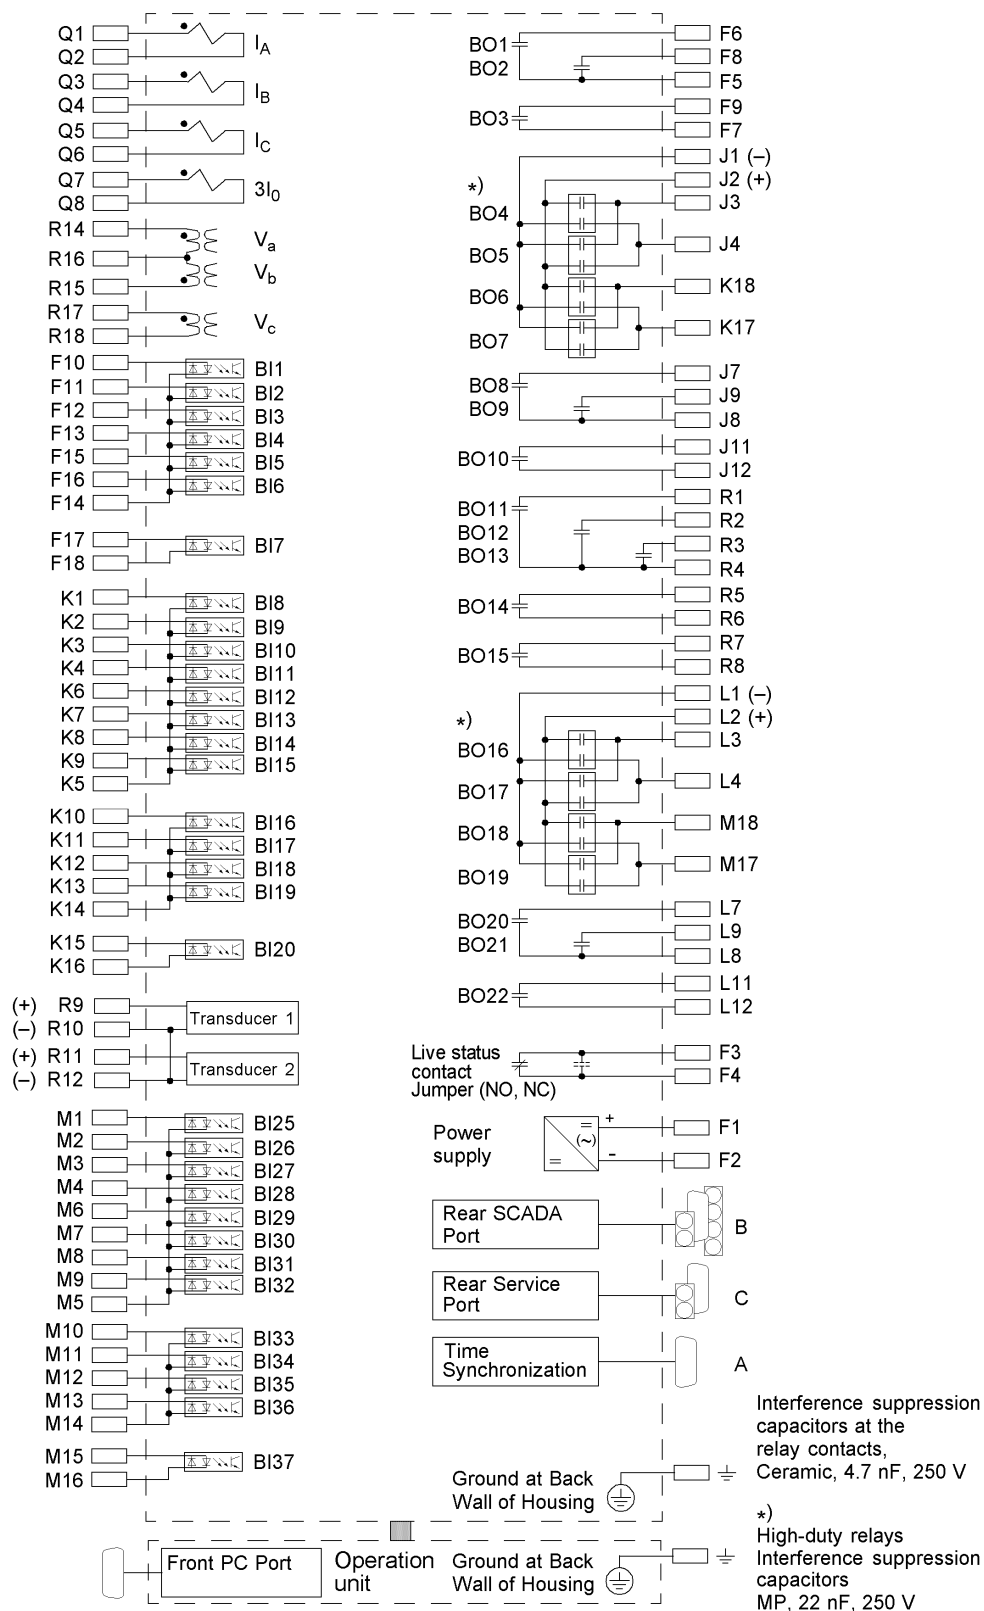 Q1
Q2
IA
Q3
Q4
IB
Q5
Q6
IC
Q7
Q8
3I0
R14
R16
R15
Va
Vb
R17
R18
Vc
F10
BI1
F11
BI2
F12
BI3
F13
BI4
F15
BI5
F16
BI6
F14
F17
BI7
F18
K1
BI8
K2
BI9
K3
BI10
K4
BI11
K6
BI12
K7
BI13
K8
BI14
K9
BI15
K5
K10
BI16
K11
BI17
K12
BI18
K13
BI19
K14
K15
BI20
K16
(+) R9
(–) R10
Transducer 1
(+) R11
(–) R12
Transducer 2
M1
BI25
M2
BI26
M3
BI27
M4
BI28
M6
BI29
M7
BI30
M8
BI31
M9
BI32
M5
M10
BI33
M11
BI34
M12
BI35
M13
BI36
M14
M15
BI37
M16
BO1
BO2
F6
F8
F5
BO3
F9
F7
J1 (–)
J2 (+)
*)
BO4
J3
BO5
J4
BO6
K18
BO7
K17
BO8
BO9
J7
J9
J8
BO10
J11
J12
BO11
BO12
BO13
R1
R2
R3
R4
BO14
R5
R6
BO15
R7
R8
L1 (–)
L2 (+)
*)
BO16
L3
BO17
L4
BO18
M18
BO19
M17
BO20
BO21
L7
L9
L8
BO22
L11
L12
Live status
contact
Jumper (NO, NC)
F3
F4
Power
supply
=
(~)
=
+
-
F1
F2
Rear SCADA
Port
B
Rear Service
Port
C
Time
Synchronization
A
Interference suppression
capacitors at the
relay contacts,
Ceramic, 4.7 nF, 250 V
Ground at Back
Wall of Housing
*)
High-duty relays
Interference suppression
capacitors
MP, 22 nF, 250 V
Front PC Port
Operation
unit
Ground at Back
Wall of Housing